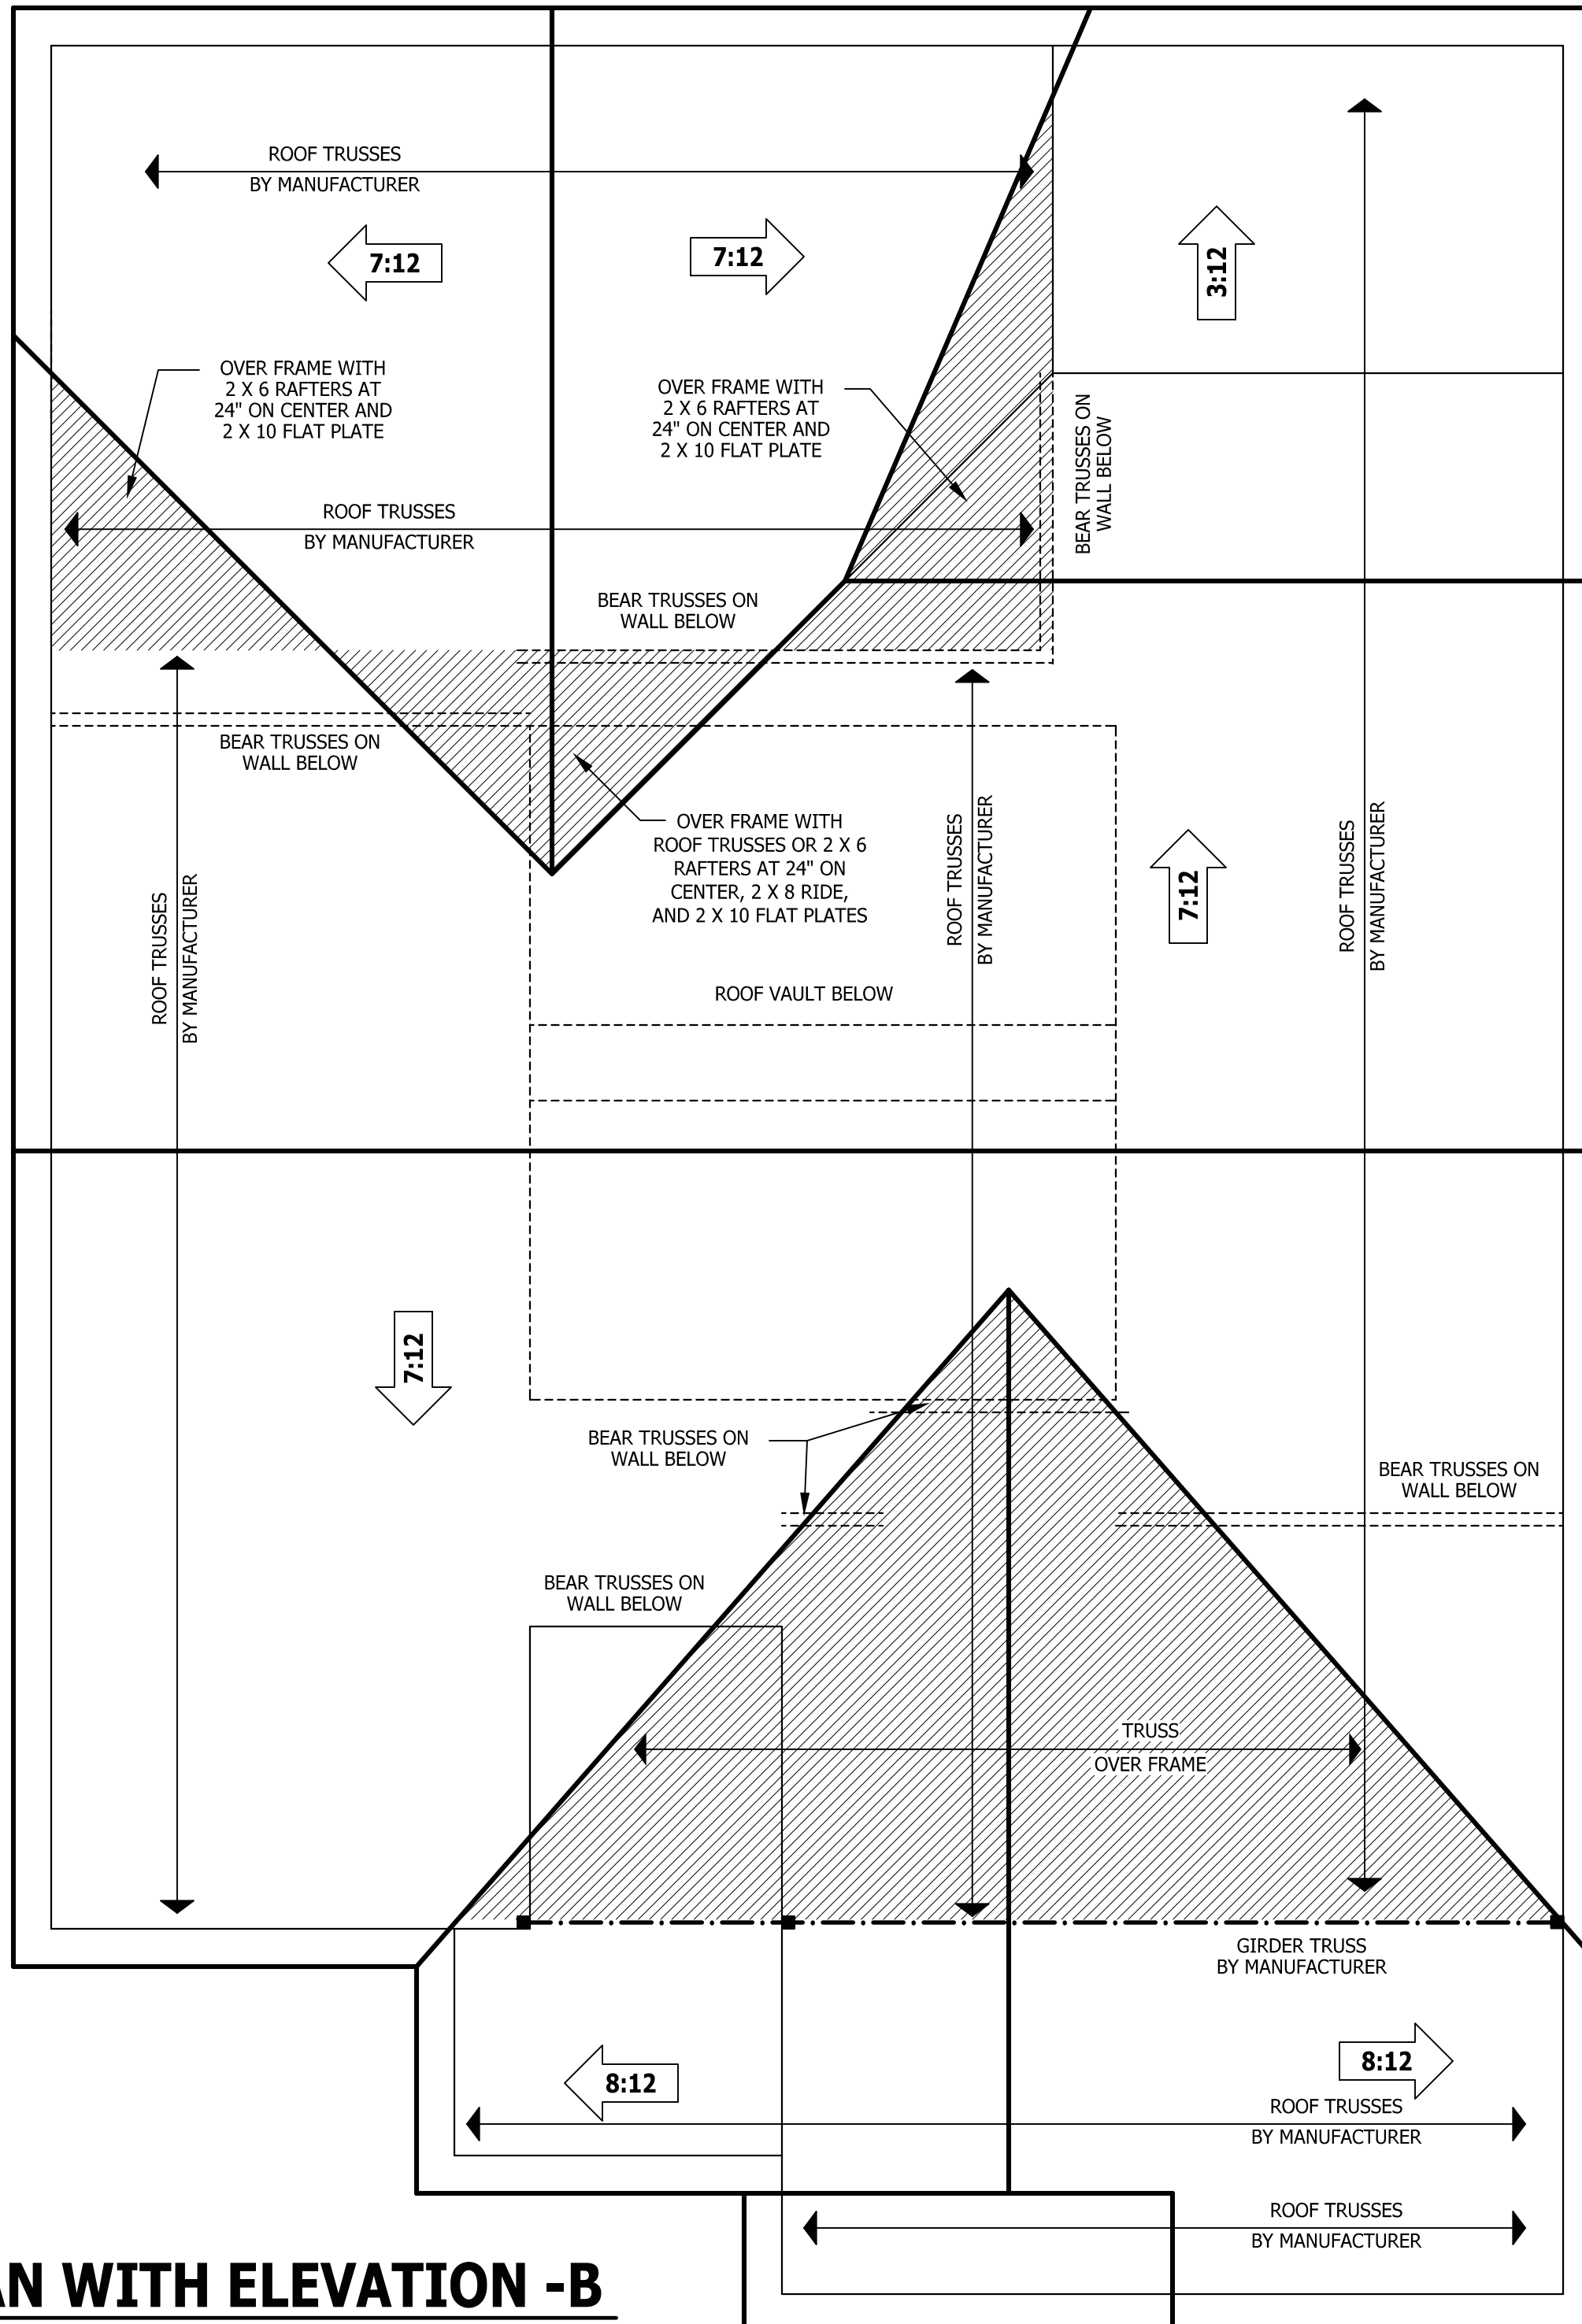 ROOF TRUSSES
BY MANUFACTURER
7:12
7:12
3:12
OVER FRAME WITH
2 X 6 RAFTERS AT
24" ON CENTER AND
2 X 10 FLAT PLATE
OVER FRAME WITH
2 X 6 RAFTERS AT
24" ON CENTER AND
2 X 10 FLAT PLATE
BEAR TRUSSES ON
WALL BELOW
ROOF TRUSSES
BY MANUFACTURER
BEAR TRUSSES ON
WALL BELOW
BEAR TRUSSES ON
WALL BELOW
OVER FRAME WITH
ROOF TRUSSES OR 2 X 6
RAFTERS AT 24" ON
CENTER, 2 X 8 RIDE,
AND 2 X 10 FLAT PLATES
ROOF TRUSSES
BY MANUFACTURER
ROOF TRUSSES
BY MANUFACTURER
7:12
ROOF TRUSSES
BY MANUFACTURER
ROOF VAULT BELOW
7:12
BEAR TRUSSES ON
WALL BELOW
BEAR TRUSSES ON
WALL BELOW
BEAR TRUSSES ON
WALL BELOW
TRUSS
OVER FRAME
GIRDER TRUSS
BY MANUFACTURER
8:12
8:12
ROOF TRUSSES
BY MANUFACTURER
ROOF TRUSSES
BY MANUFACTURER
WITH ELEVATION -B